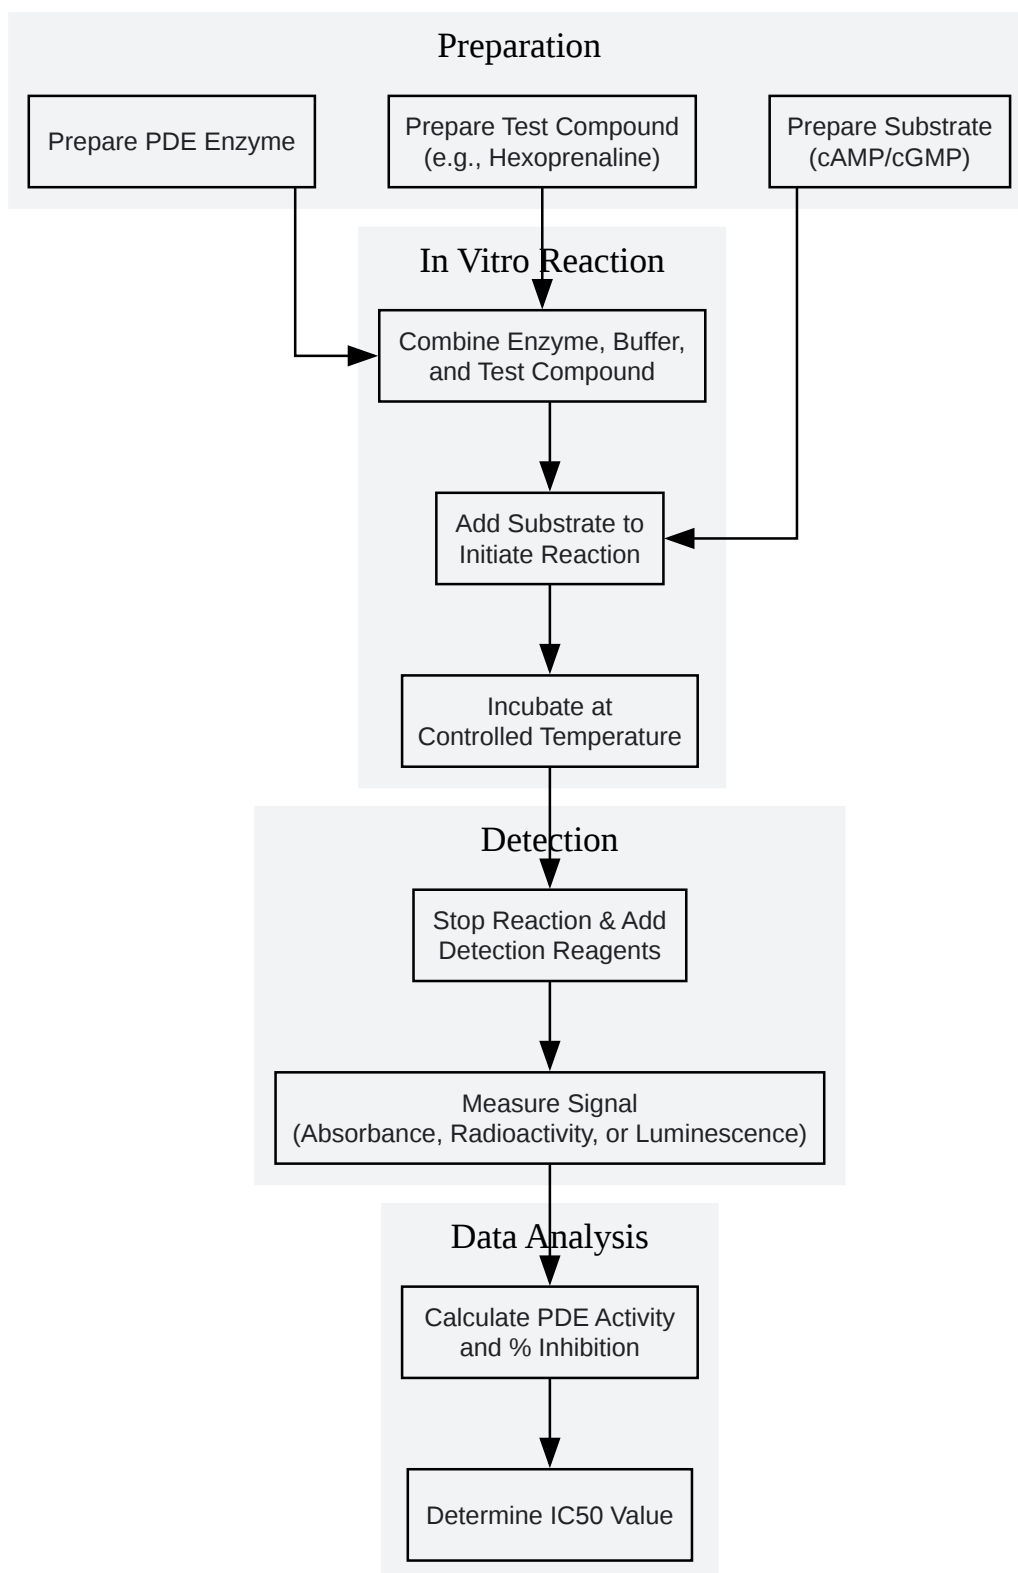 Preparation
Prepare PDE Enzyme
Prepare Test Compound
(e.g., Hexoprenaline)
Prepare Substrate
(cAMP/cGMP)
In Vitro Reaction
Combine Enzyme, Buffer,
and Test Compound
Add Substrate to
Initiate Reaction
Incubate at
Controlled Temperature
Detection
Stop Reaction & Add
Detection Reagents
Measure Signal
(Absorbance, Radioactivity, or Luminescence)
Data Analysis
Calculate PDE Activity
and % Inhibition
Determine IC50 Value